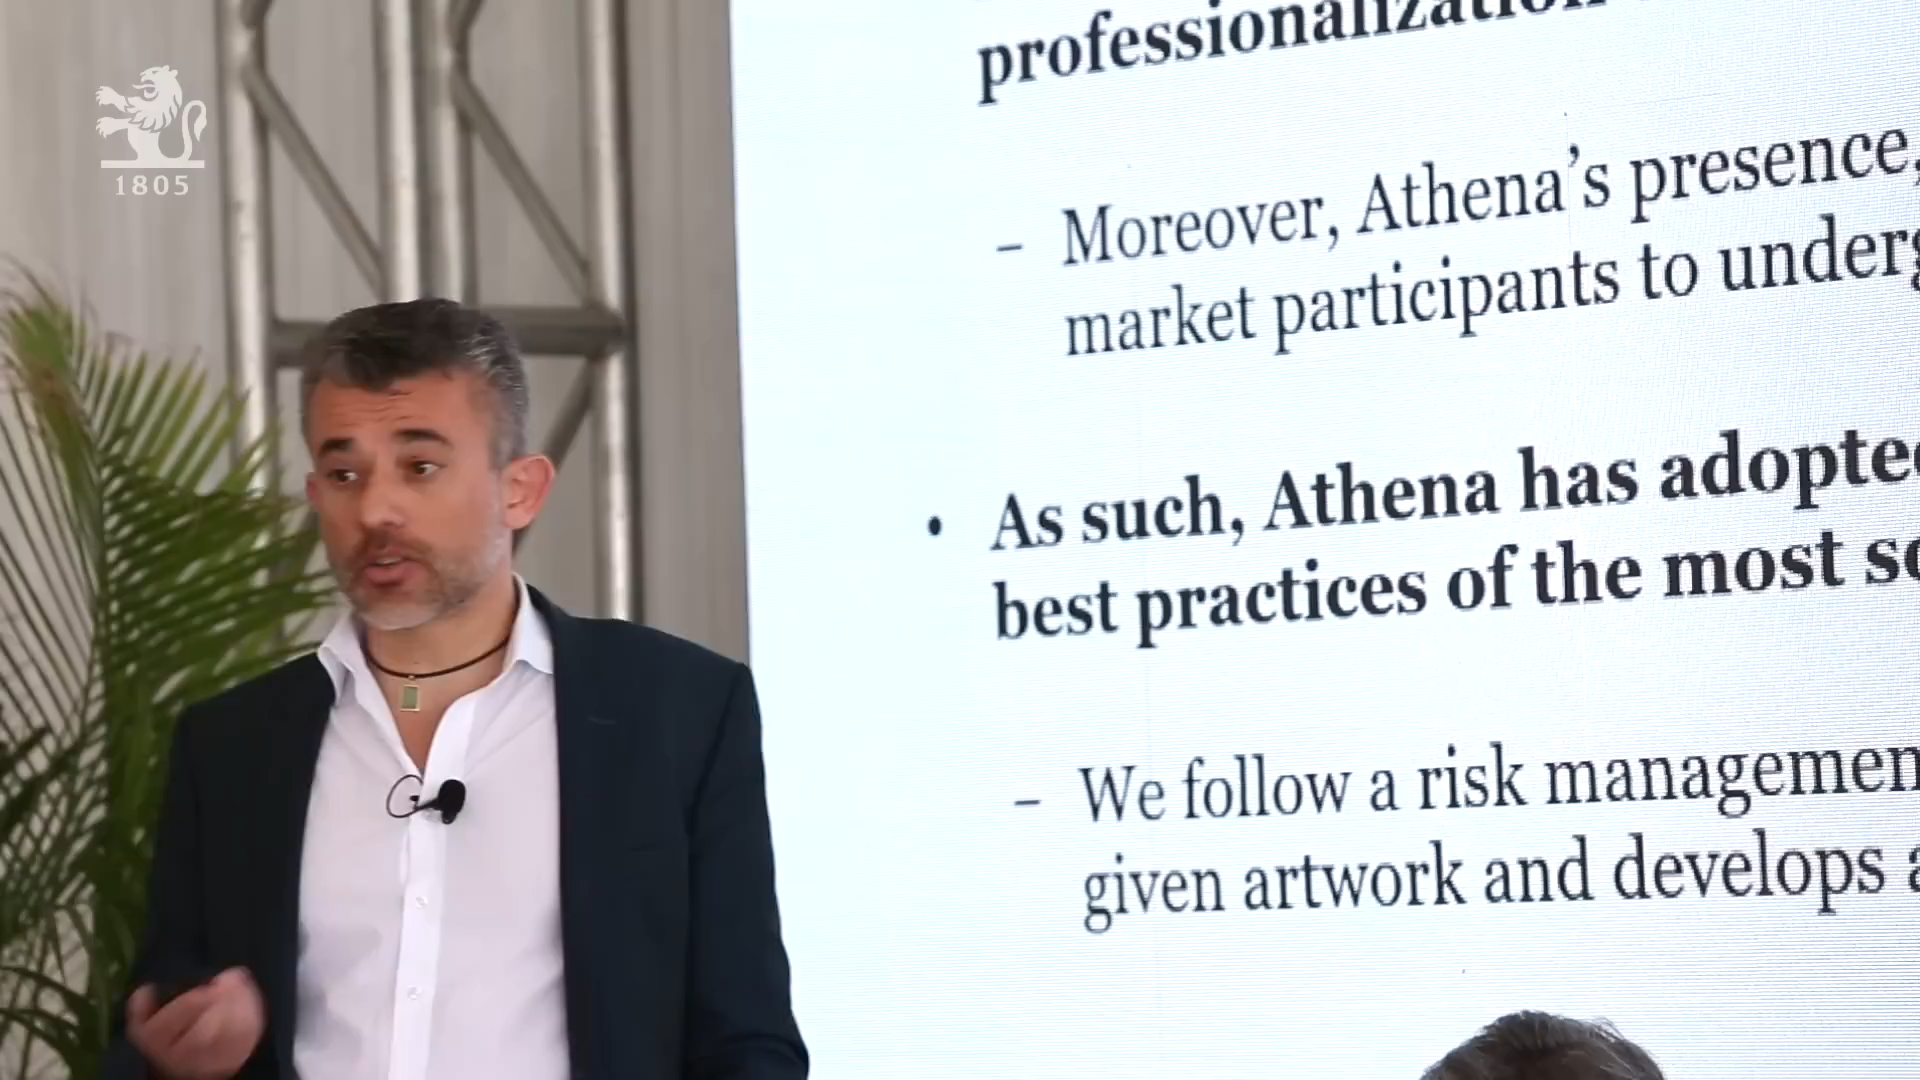 1805
professionalization
– Moreover, Athena’s presence,
market participants to underg
• As such, Athena has adopte
best practices of the most so
– We follow a risk managemen
given artwork and develops a